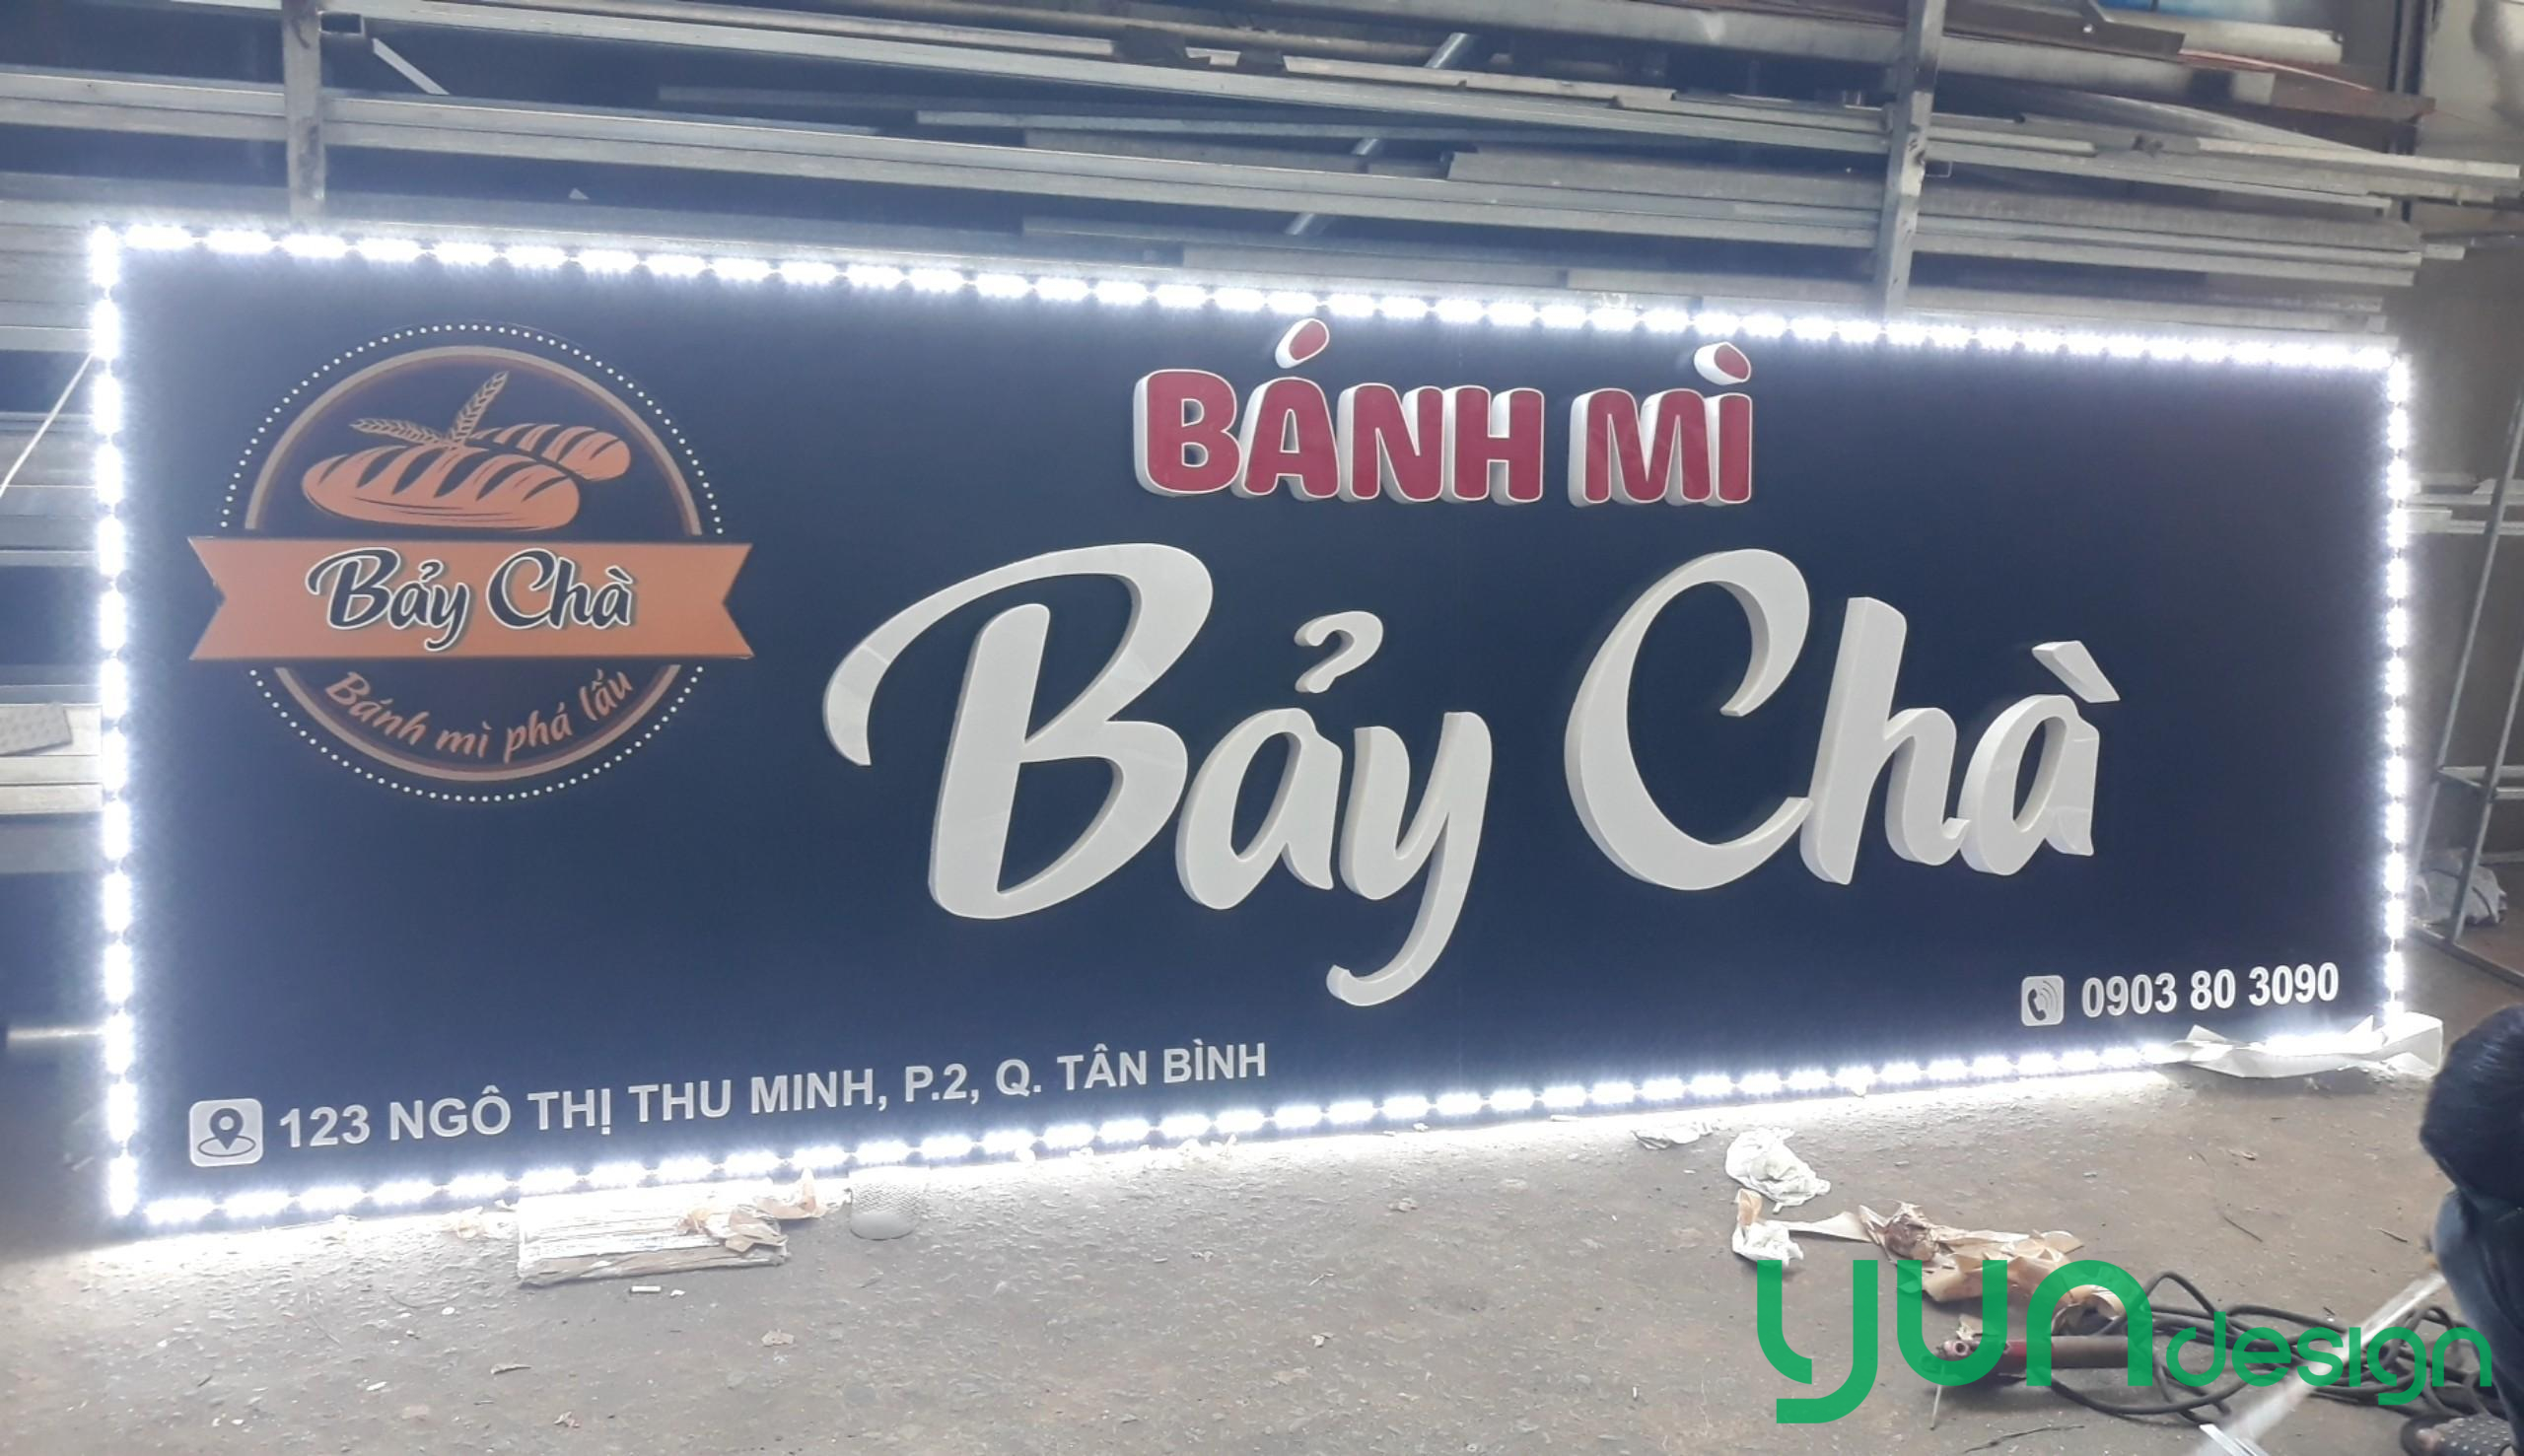 BÁNH MÌ
Bảy Chà
Bánh mì phá lấu
Bảy Chà
123 NGÔ THỊ THU MINH, P.2, Q. TÂN BÌNH
0903 80 3090
yun design